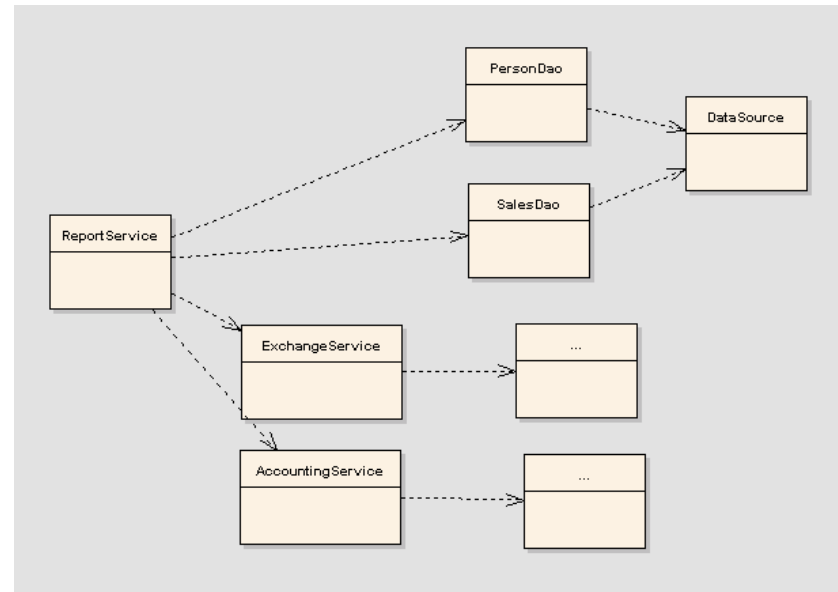 PersonDao
DataSource
SalesDao
ReportService
ExchangeService
...
AccountingService
...